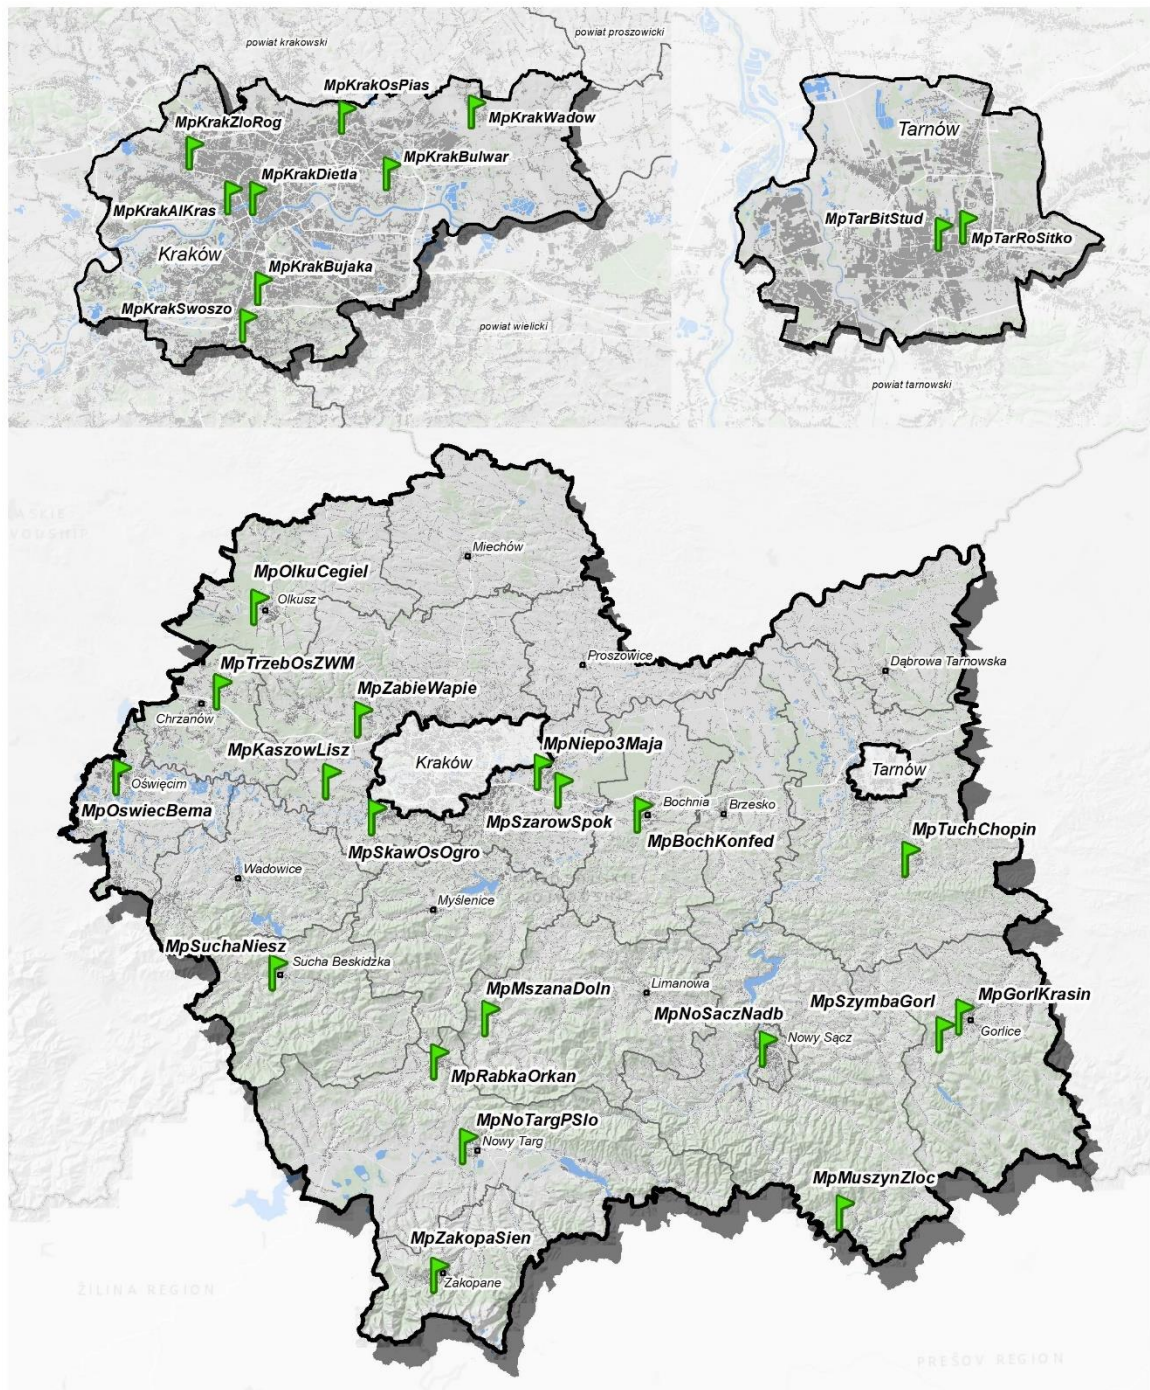 powiat krakowski
powiat proszowicki
MpKrakOsPias
MpKrakZloRog
MpKrakWadow
MpKrakBulwar
MpKrakDietla
MpKrakAlKras
Kraków
MpKrakBujaka
MpKrakSwoszo
powiat wielicki
Tarnów
MpTarBitStud
MpTarRoSitko
powiat tarnowski
Miechów
MpOlkuCegiel
Olkusz
Proszowice
Dąbrowa Tarnowska
MpTrzebOsZWM
MpZabieWapie
Chrzanów
MpKaszowLisz
MpNiepo3Maja
Kraków
Tarnów
Oświęcim
MpOswiecBema
MpSzarowSpok
Bochnia
Brzesko
MpBochKonfed
MpTuchChopin
MpSkawOsOgro
Wadowice
Myślenice
MpSuchaNiesz
Sucha Beskidzka
MpMszanaDoln
Limanowa
MpNoSaczNadb
MpSzymbaGorl
MpGorlKrasin
Gorlice
Nowy Sącz
MpRabkaOrkan
MpNoTargPSlo
Nowy Targ
MpMuszynZloc
MpZakopaSien
Zakopane
ŽILINA REGION
PREŠOV REGION